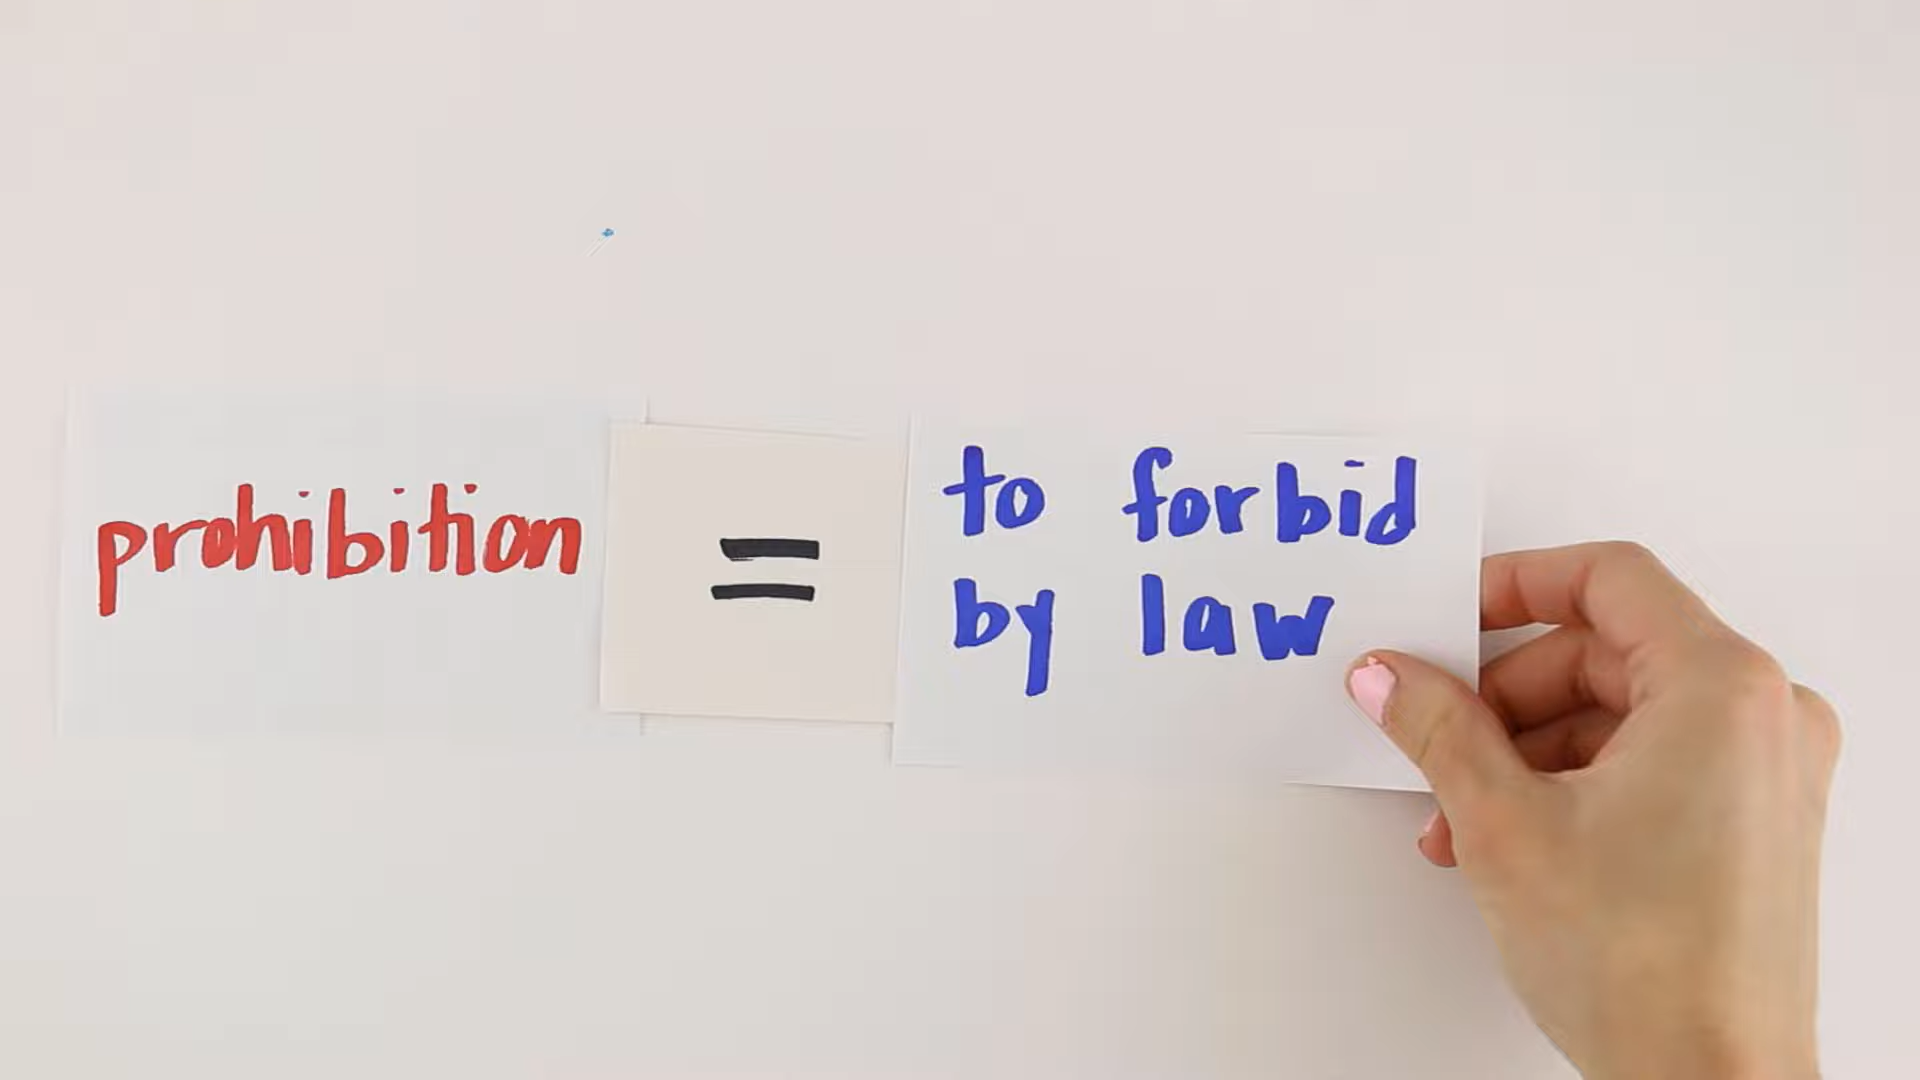 prohibition
=
to forbid
by law